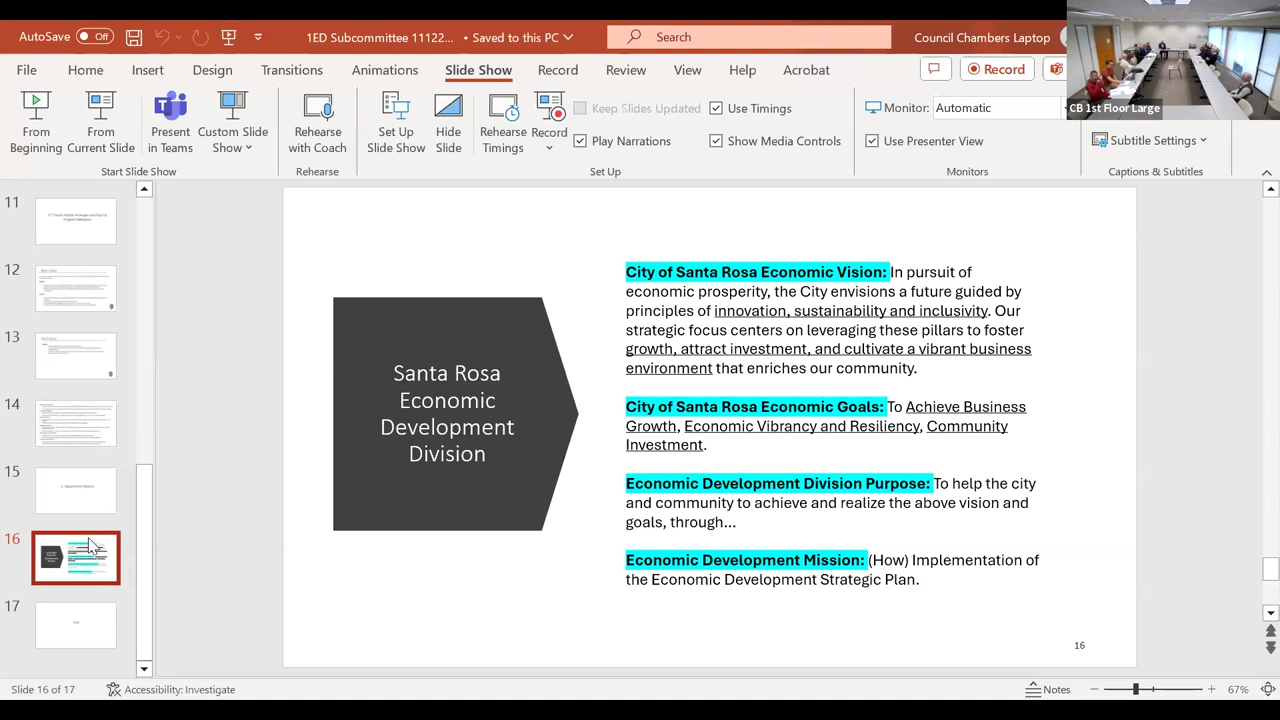 AutoSave Off
1ED Subcommittee 11122... • Saved to this PC
Search
Council Chambers Laptop
File Home Insert Design Transitions Animations Slide Show Record Review View Help Acrobat
Record
CB 1st Floor Large
From Beginning
From Current Slide
Present in Teams
Custom Slide Show
Rehearse with Coach
Set Up Slide Show
Hide Slide
Rehearse Timings
Record
Keep Slides Updated
Use Timings
Play Narrations
Show Media Controls
Monitor: Automatic
Use Presenter View
Subtitle Settings
Start Slide Show
Rehearse
Set Up
Monitors
Captions & Subtitles
11
12
13
14
15
16
17
Santa Rosa
Economic
Development
Division
City of Santa Rosa Economic Vision: In pursuit of
economic prosperity, the City envisions a future guided by
principles of innovation, sustainability and inclusivity. Our
strategic focus centers on leveraging these pillars to foster
growth, attract investment, and cultivate a vibrant business
environment that enriches our community.
City of Santa Rosa Economic Goals: To Achieve Business
Growth, Economic Vibrancy and Resiliency, Community
Investment.
Economic Development Division Purpose: To help the city
and community to achieve and realize the above vision and
goals, through...
Economic Development Mission: (How) Implementation of
the Economic Development Strategic Plan.
16
Slide 16 of 17
Accessibility: Investigate
Notes
67%